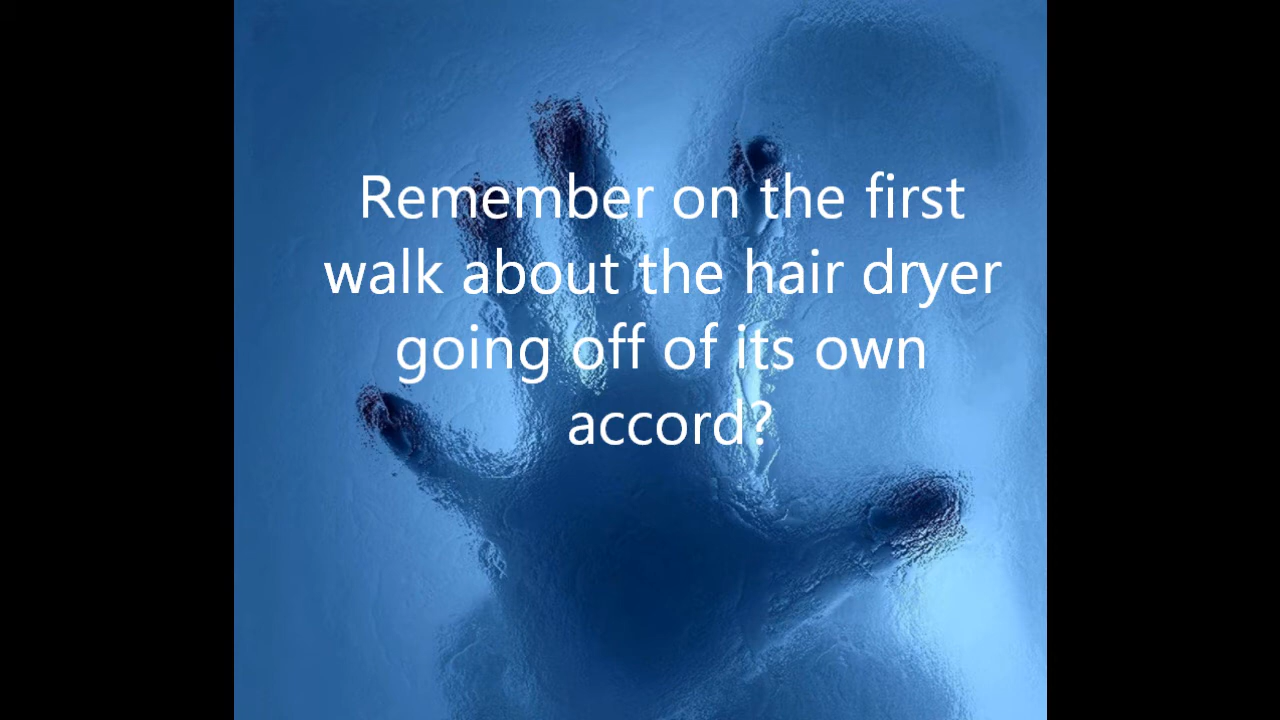 Remember on the first
walk about the hair dryer
going off of its own
accord?